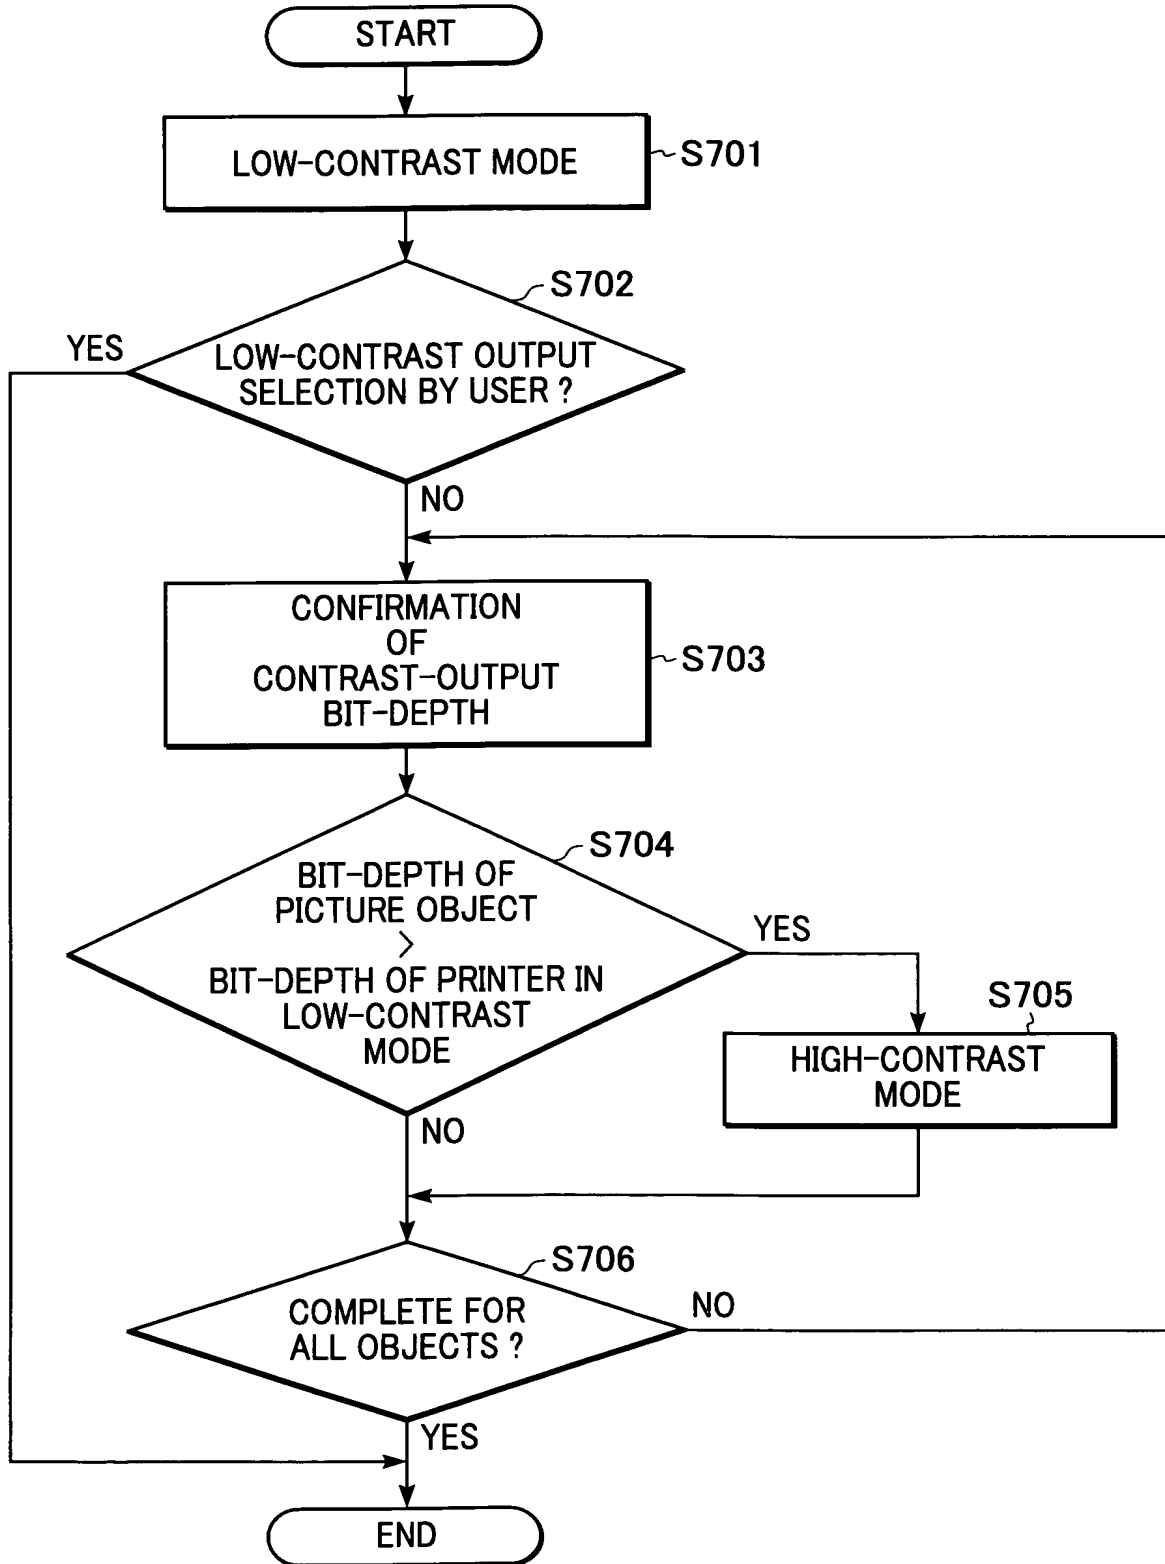 START
LOW-CONTRAST MODE
S701
S702
YES
LOW-CONTRAST OUTPUT
SELECTION BY USER ?
NO
CONFIRMATION
OF
CONTRAST-OUTPUT
BIT-DEPTH
S703
S704
BIT-DEPTH OF
PICTURE OBJECT
>
BIT-DEPTH OF PRINTER IN
LOW-CONTRAST
MODE
YES
S705
HIGH-CONTRAST
MODE
NO
S706
COMPLETE FOR
ALL OBJECTS ?
NO
YES
END